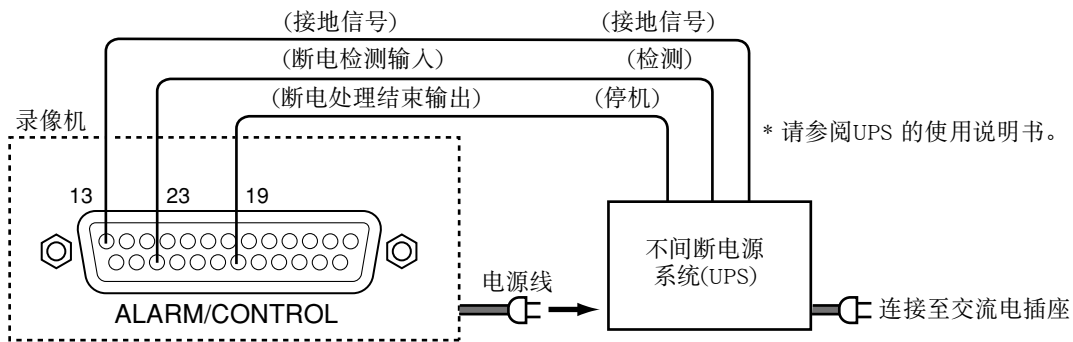 (接地信号) (接地信号)
(断电检测输入) (检测)
(断电处理结束输出) (停机)
录像机
* 请参阅UPS 的使用说明书。
13 23 19
不间断电源
系统(UPS)
电源线
ALARM/CONTROL
连接至交流电插座